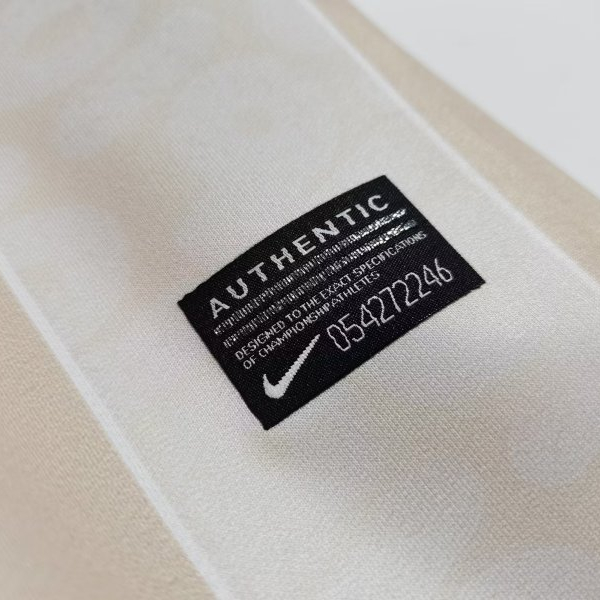 AUTHENTIC
DESIGNED TO THE EXACT SPECIFICATIONS
OF CHAMPIONSHIP ATHLETES
054272246